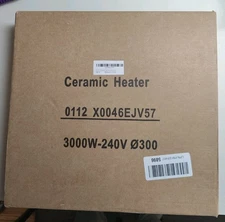 Ceramic Heater
0112 X0046EJV57
3000W-240V Ø300